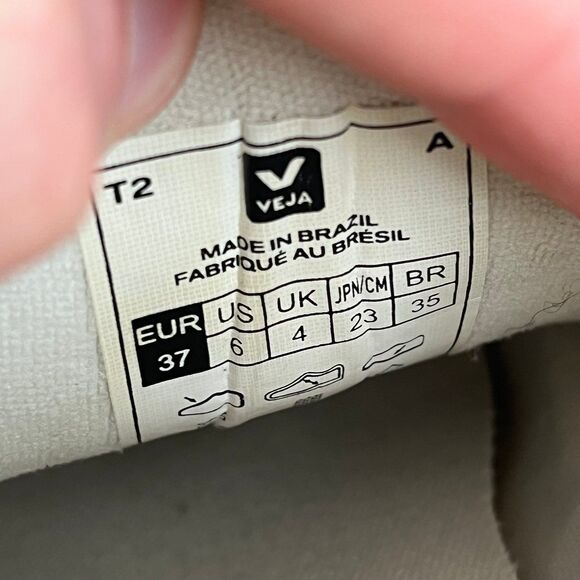 T2
A
VEJA
MADE IN BRAZIL
FABRIQUÉ AU BRÉSIL
EUR US UK JPN/CM BR
37 6 4 23 35